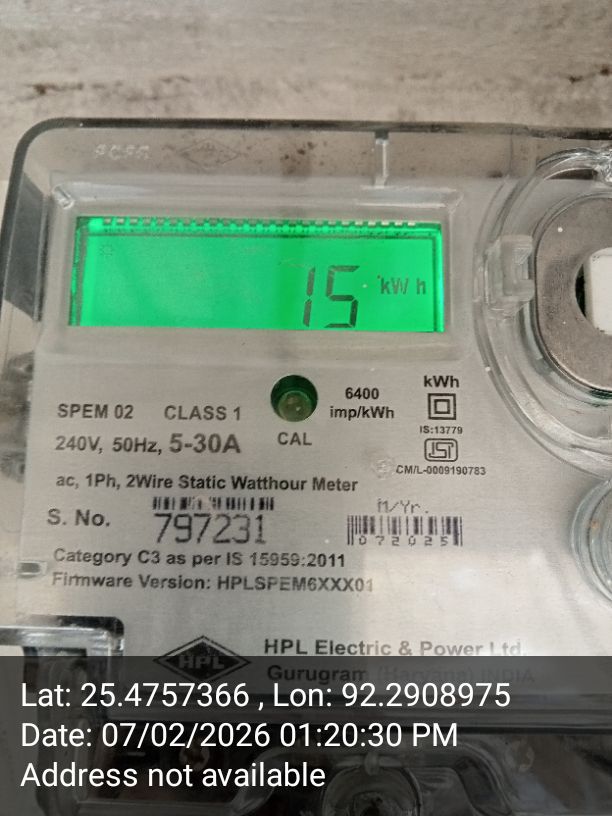 15 kWh
SPEM 02 CLASS 1
6400
imp/kWh
kWh
240V, 50Hz, 5-30A
CAL
IS:13779
CM/L-0009190783
ac, 1Ph, 2Wire Static Watthour Meter
S. No. 797231
M/Yr.
072025
Category C3 as per IS 15959:2011
Firmware Version: HPLSPEM6XXX01
HPL
HPL Electric & Power Ltd.
Gurugram (Haryana) INDIA
Lat: 25.4757366 , Lon: 92.2908975
Date: 07/02/2026 01:20:30 PM
Address not available